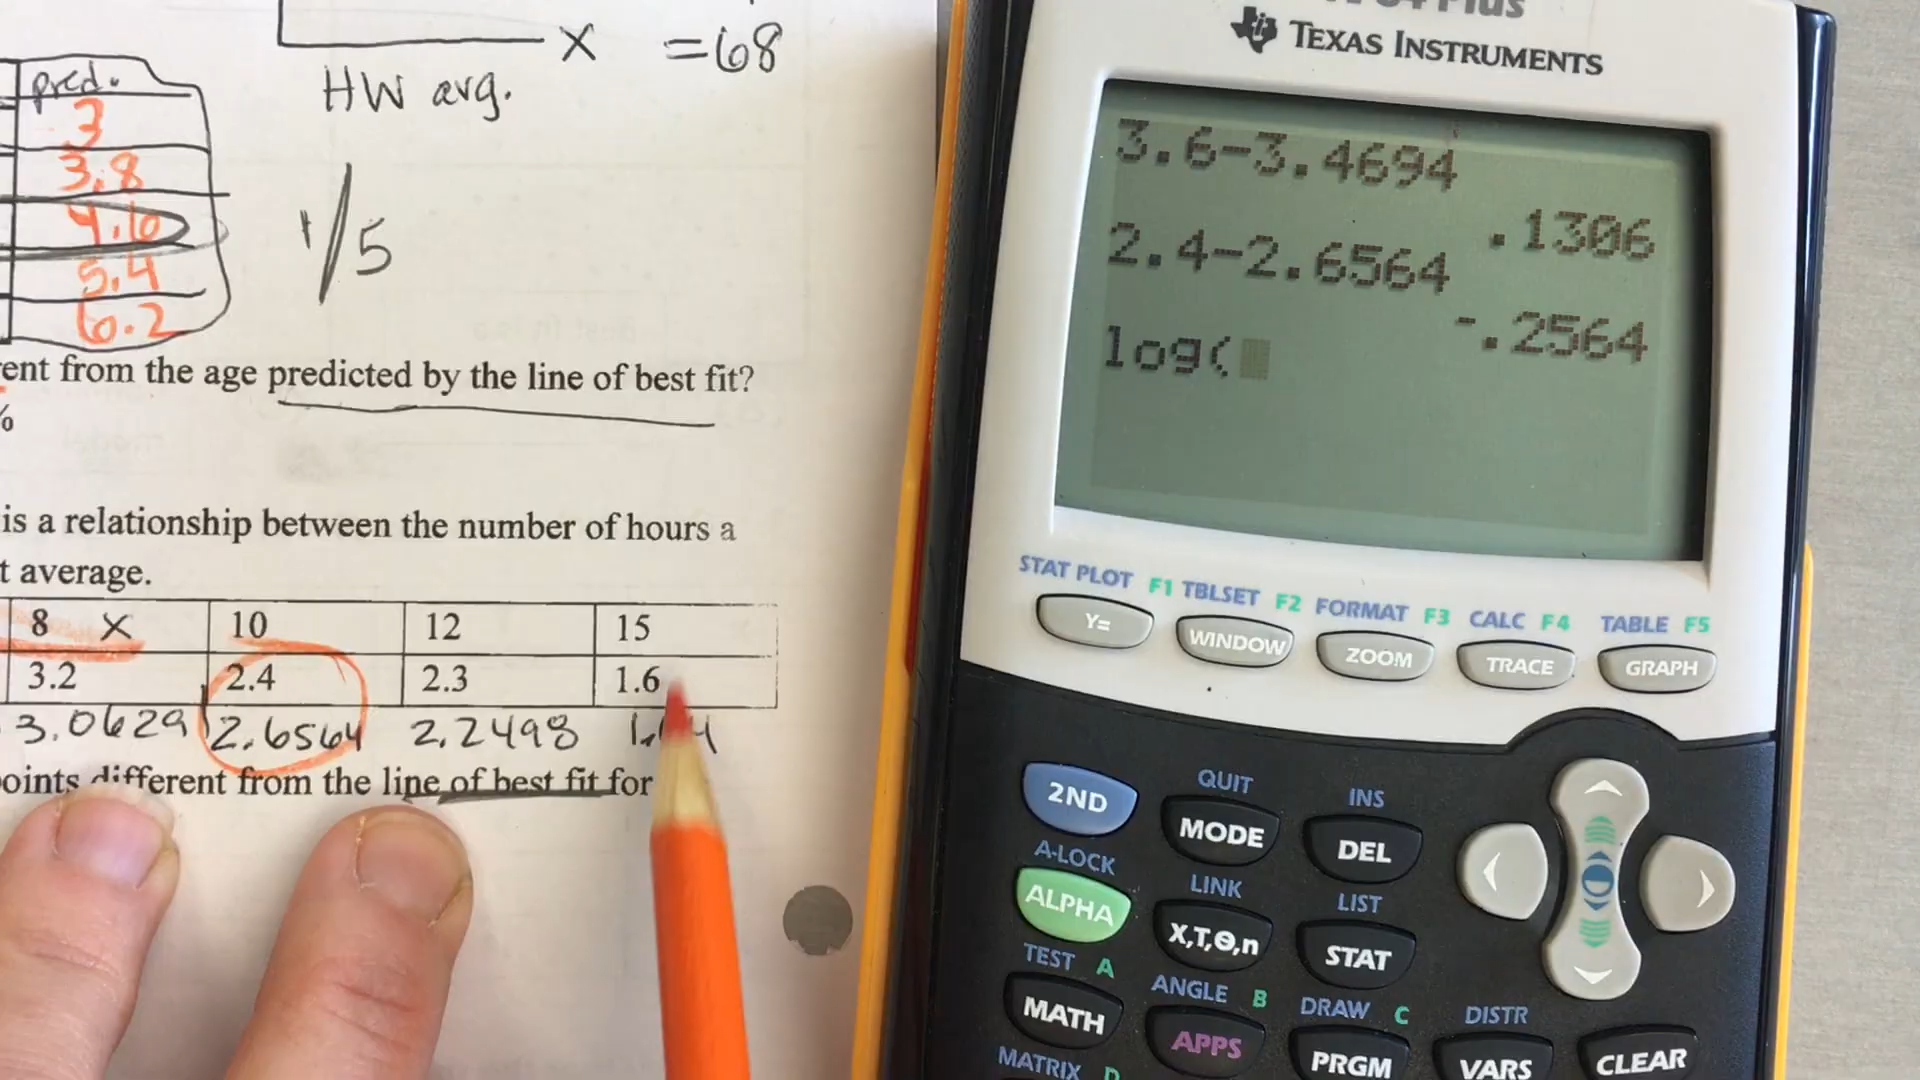 x =68
HW avg.
pred.
3
3.8
4.6
5.4
6.2
1/5
ent from the age predicted by the line of best fit?
%
is a relationship between the number of hours a
t average.
8 x 10 12 15
3.2 2.4 2.3 1.6
3.0629 2.6564 2.2498
oints different from the line of best fit for
Plus
TEXAS INSTRUMENTS
3.6-3.4694
.1306
2.4-2.6564
-.2564
log(
STAT PLOT F1 TBLSET F2 FORMAT F3 CALC F4 TABLE F5
Y= WINDOW ZOOM TRACE GRAPH
QUIT INS
2ND MODE DEL
A-LOCK LINK LIST
ALPHA X,T,Θ,n STAT
TEST A ANGLE B DRAW C DISTR
MATH APPS PRGM VARS CLEAR
MATRIX D